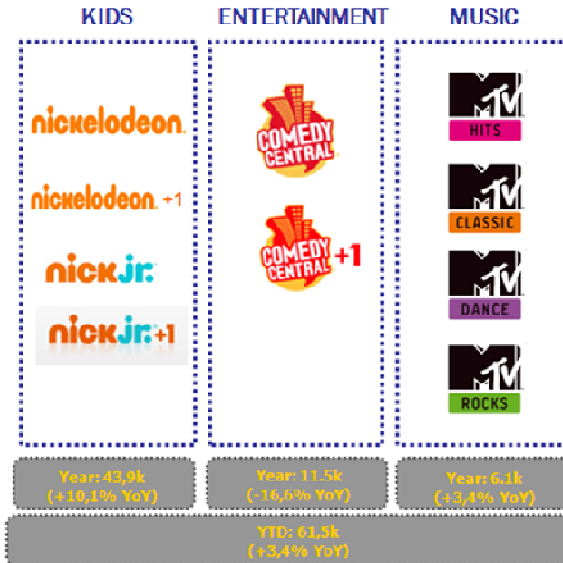 KIDS
ENTERTAINMENT
MUSIC
nickelodeon
nickelodeon +1
nick jr.
nick jr. +1
COMEDY
CENTRAL
COMEDY
CENTRAL +1
MTV
HITS
MTV
CLASSIC
MTV
DANCE
MTV
ROCKS
Year: 43,9k
(+10,1% YoY)
Year: 11.5k
(-16,6% YoY)
Year: 6.1k
(+3,4% YoY)
YTD: 61,5k
(+3,4% YoY)